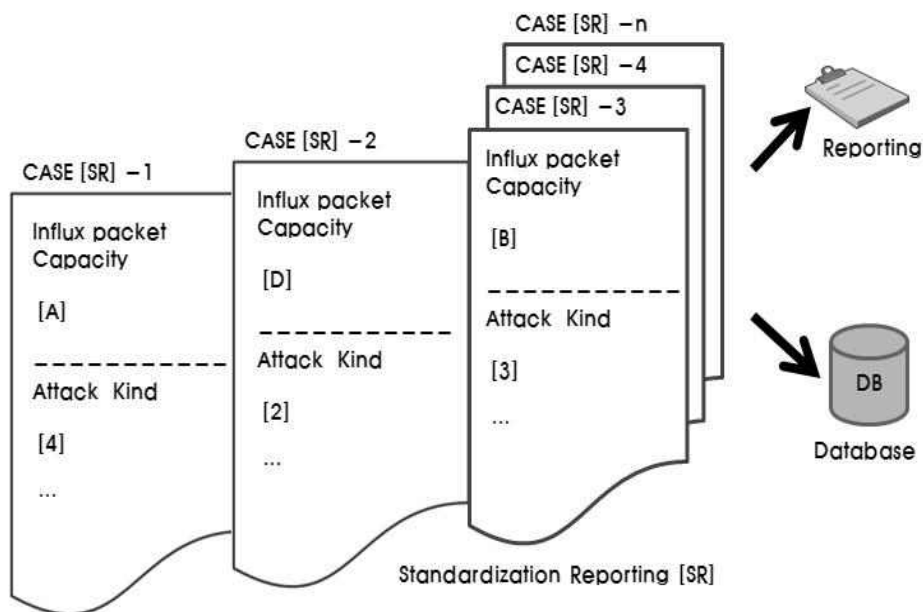 CASE [SR] -1
Influx packet
Capacity
[A]
Attack Kind
[4]
...
CASE [SR] -2
Influx packet
Capacity
[D]
Attack Kind
[2]
...
CASE [SR] -n
CASE [SR] -4
CASE [SR] -3
Influx packet
Capacity
[B]
Attack Kind
[3]
...
Reporting
DB
Database
Standardization Reporting [SR]